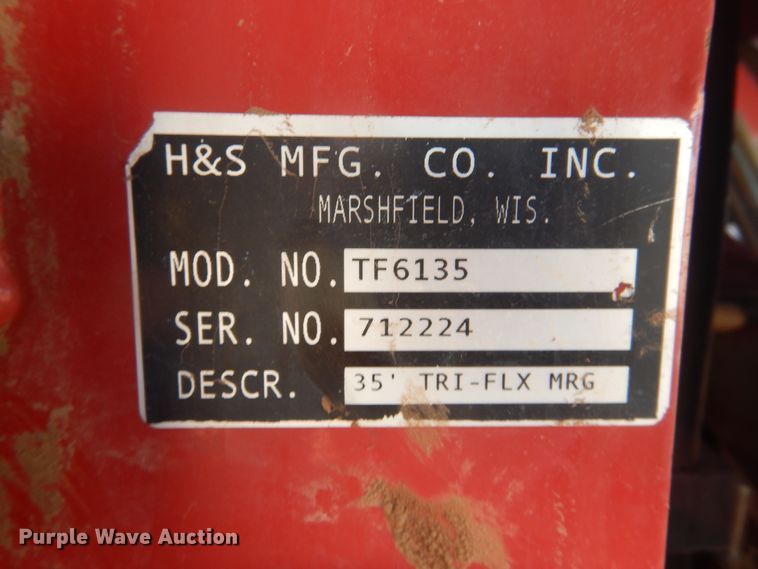 H&S MFG. CO. INC.
MARSHFIELD, WIS.
MOD. NO. TF6135
SER. NO. 712224
DESCR. 35' TRI-FLX MRG
Purple Wave Auction